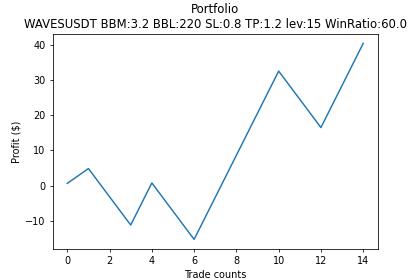 Portfolio
WAVESUSDT BBM:3.2 BBL:220 SL:0.8 TP:1.2 lev:15 WinRatio:60.0
Profit ($)
40
30
20
10
0
−10
0 2 4 6 8 10 12 14
Trade counts